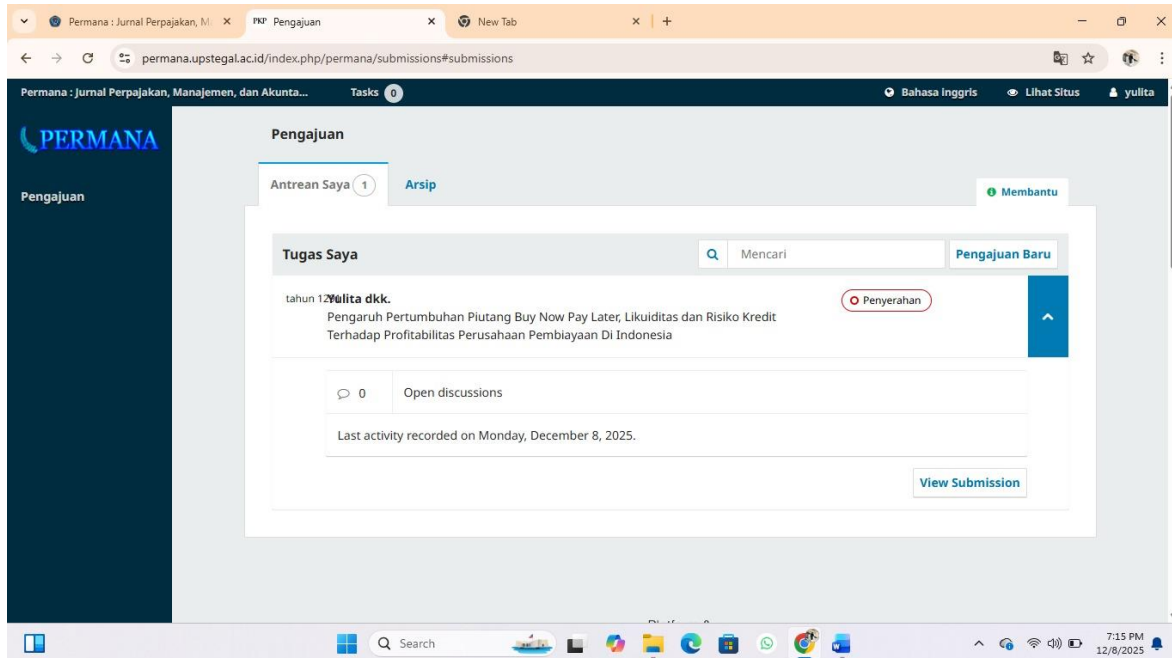 Permana : Jurnal Perpajakan, M
PKP Pengajuan
New Tab
permana.upstegal.ac.id/index.php/permana/submissions#submissions
Permana : Jurnal Perpajakan, Manajemen, dan Akunta... Tasks 0 Bahasa Inggris Lihat Situs yulita
PERMANA
Pengajuan
Pengajuan
Antrean Saya 1 Arsip
Membantu
Tugas Saya Mencari Pengajuan Baru
tahun Yulita dkk. Penyerahan
Pengaruh Pertumbuhan Piutang Buy Now Pay Later, Likuiditas dan Risiko Kredit
Terhadap Profitabilitas Perusahaan Pembiayaan Di Indonesia
0 Open discussions
Last activity recorded on Monday, December 8, 2025.
View Submission
Search
7:15 PM
12/8/2025